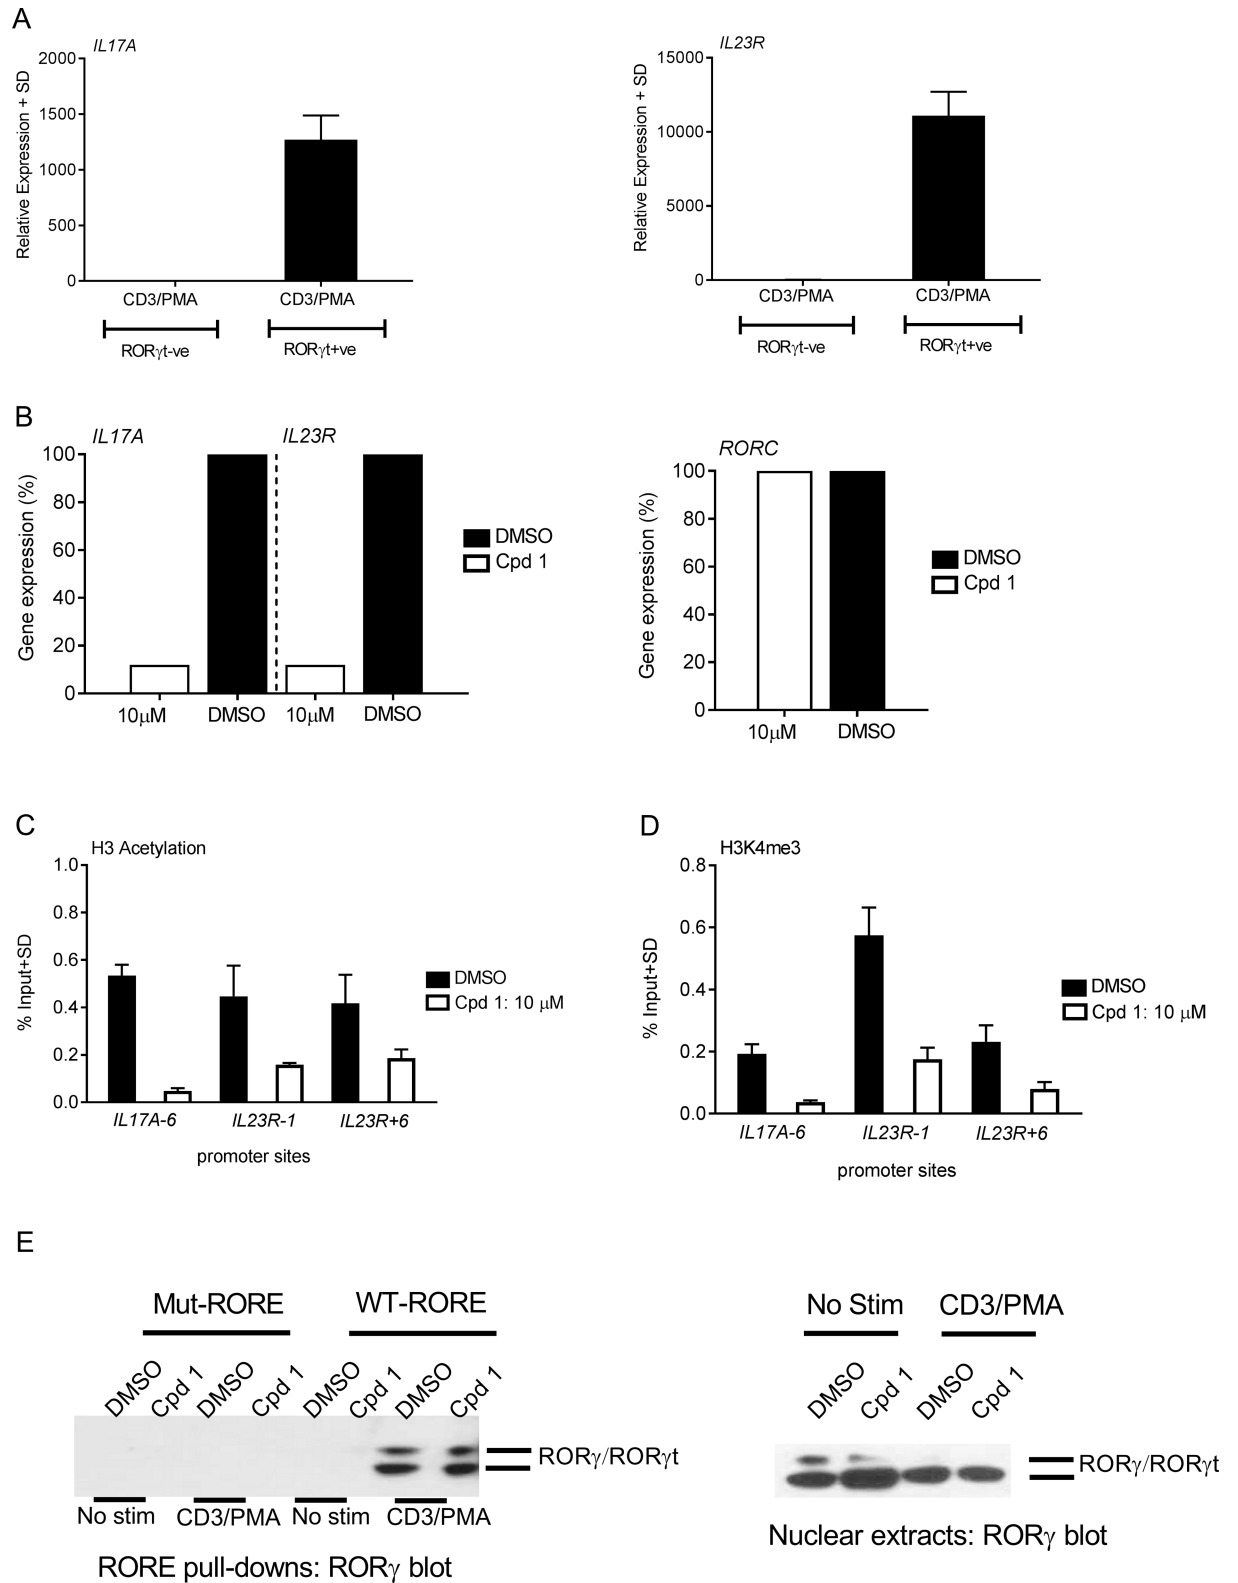 A
IL17A
Relative Expression + SD
2000
1500
1000
500
0
CD3/PMA
CD3/PMA
RORγt-ve
RORγt+ve
IL23R
Relative Expression + SD
15000
10000
5000
0
CD3/PMA
CD3/PMA
RORγt-ve
RORγt+ve
B
IL17A
IL23R
Gene expression (%)
100
80
60
40
20
0
10μM
DMSO
10μM
DMSO
DMSO
Cpd 1
RORC
Gene expression (%)
100
80
60
40
20
0
10μM
DMSO
DMSO
Cpd 1
C
H3 Acetylation
% Input+SD
1.0
0.8
0.6
0.4
0.2
0.0
IL17A-6
IL23R-1
IL23R+6
promoter sites
DMSO
Cpd 1: 10 μM
D
H3K4me3
% Input+SD
0.8
0.6
0.4
0.2
0.0
IL17A-6
IL23R-1
IL23R+6
promoter sites
DMSO
Cpd 1: 10 μM
E
Mut-RORE
WT-RORE
DMSO
Cpd 1
DMSO
Cpd 1
DMSO
Cpd 1
DMSO
Cpd 1
RORγ/RORγt
No stim
CD3/PMA
No stim
CD3/PMA
RORE pull-downs: RORγ blot
No Stim
CD3/PMA
DMSO
Cpd 1
DMSO
Cpd 1
RORγ/RORγt
Nuclear extracts: RORγ blot